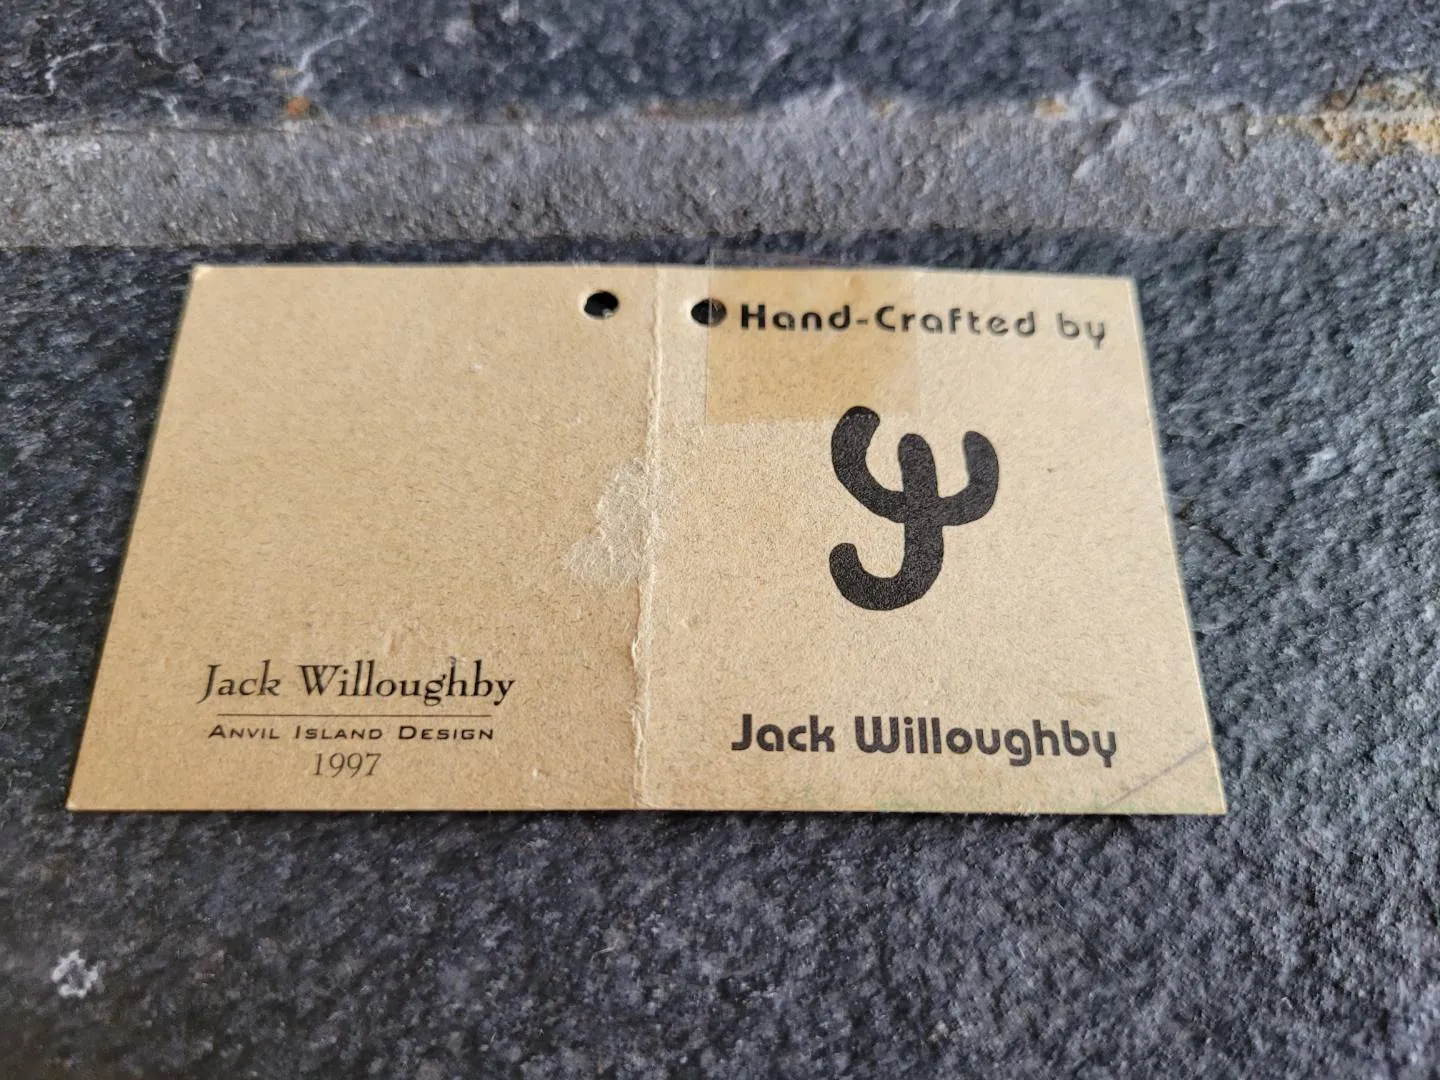 Jack Willoughby
Anvil Island Design
1997
Hand-Crafted by
Jack Willoughby